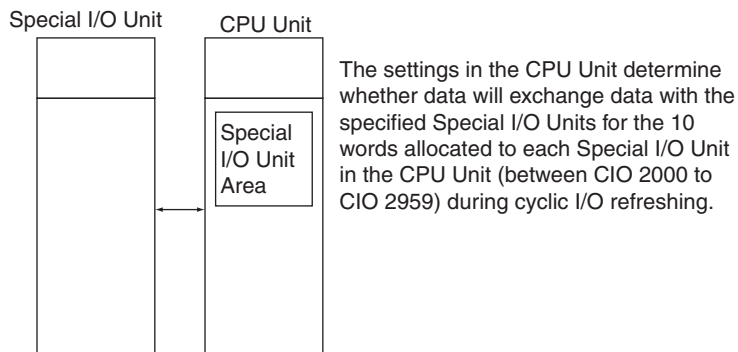 Special I/O Unit
CPU Unit
Special
I/O Unit
Area
The settings in the CPU Unit determine
whether data will exchange data with the
specified Special I/O Units for the 10
words allocated to each Special I/O Unit
in the CPU Unit (between CIO 2000 to
CIO 2959) during cyclic I/O refreshing.